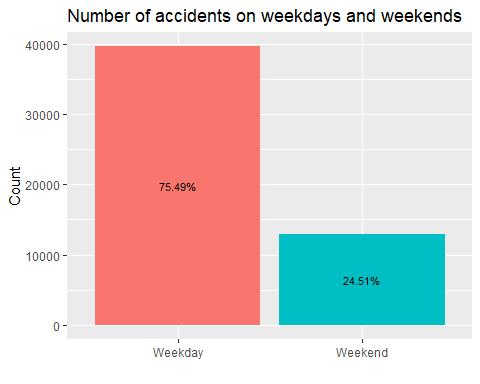 Number of accidents on weekdays and weekends
Count
40000
30000
20000
10000
0
75.49%
24.51%
Weekday
Weekend